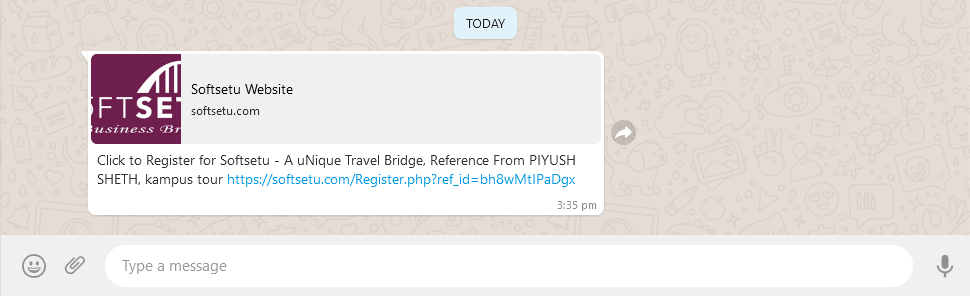 TODAY
OFTSET
Business Br
Softsetu Website
softsetu.com
Click to Register for Softsetu - A uNique Travel Bridge, Reference From PIYUSH
SHETH, kampus tour https://softsetu.com/Register.php?ref_id=bh8wMtIPaDgx
3:35 pm
Type a message